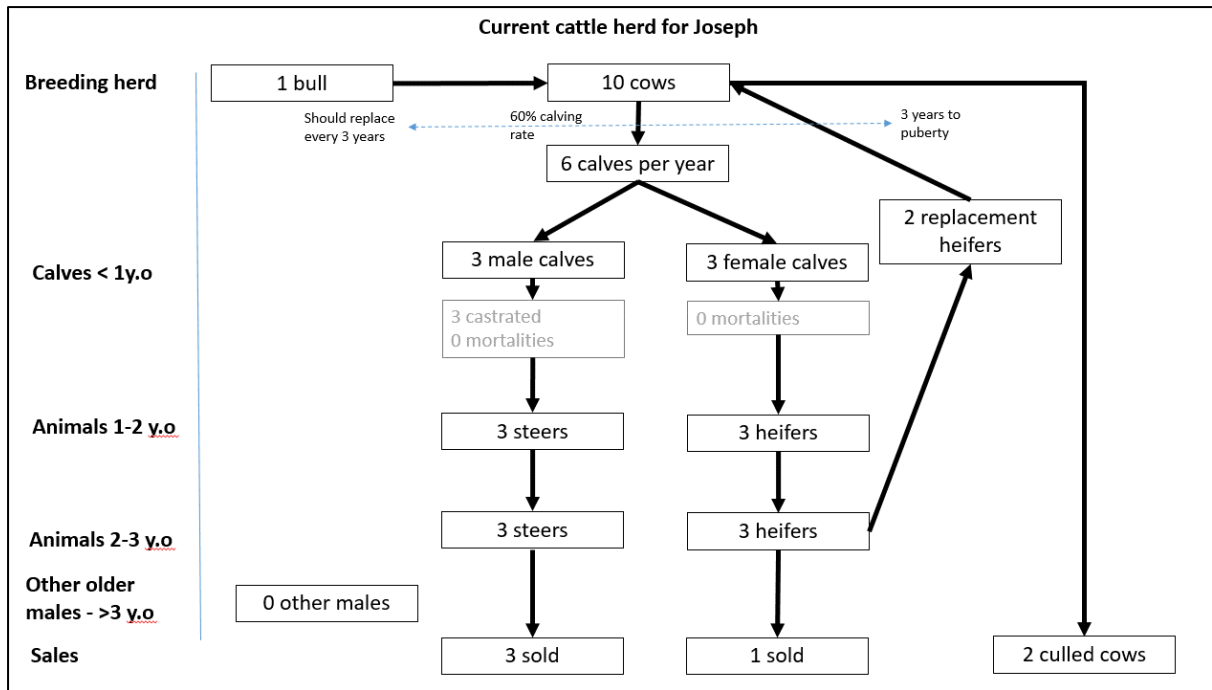 Current cattle herd for Joseph
Breeding herd
1 bull
10 cows
Should replace
every 3 years
60% calving
rate
3 years to
puberty
6 calves per year
2 replacement
heifers
Calves < 1y.o
3 male calves
3 female calves
3 castrated
0 mortalities
0 mortalities
Animals 1-2 y.o
3 steers
3 heifers
Animals 2-3 y.o
3 steers
3 heifers
Other older
males - >3 y.o
0 other males
Sales
3 sold
1 sold
2 culled cows